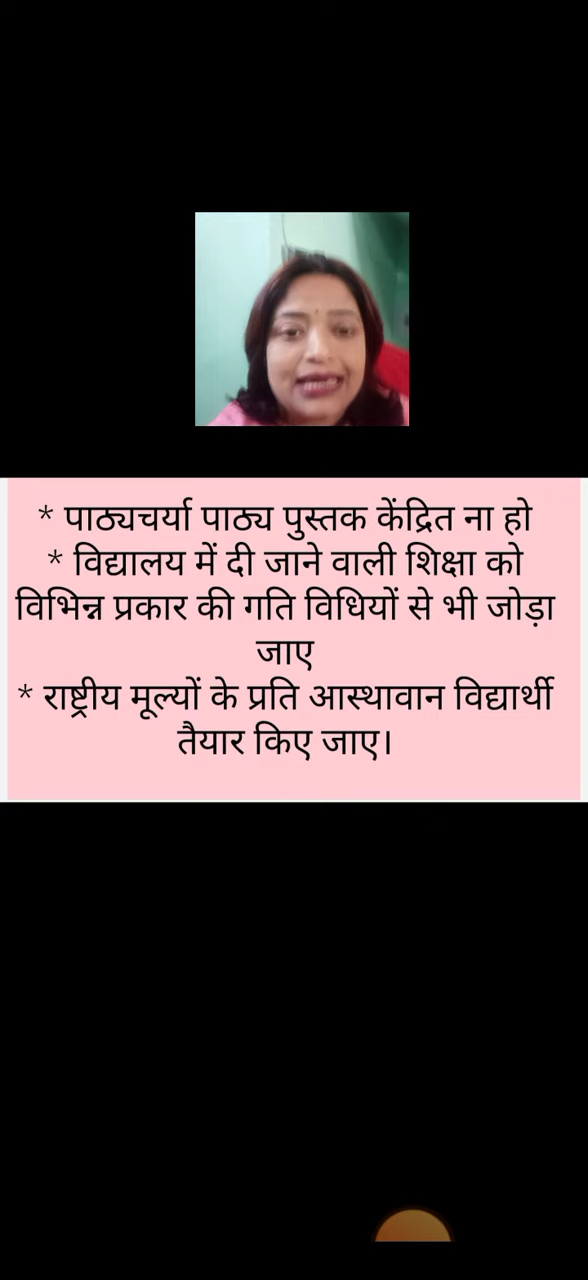 * पाठ्यचर्या पाठ्य पुस्तक केंद्रित ना हो
* विद्यालय में दी जाने वाली शिक्षा को
विभिन्न प्रकार की गति विधियों से भी जोड़ा
जाए
* राष्ट्रीय मूल्यों के प्रति आस्थावान विद्यार्थी
तैयार किए जाए।